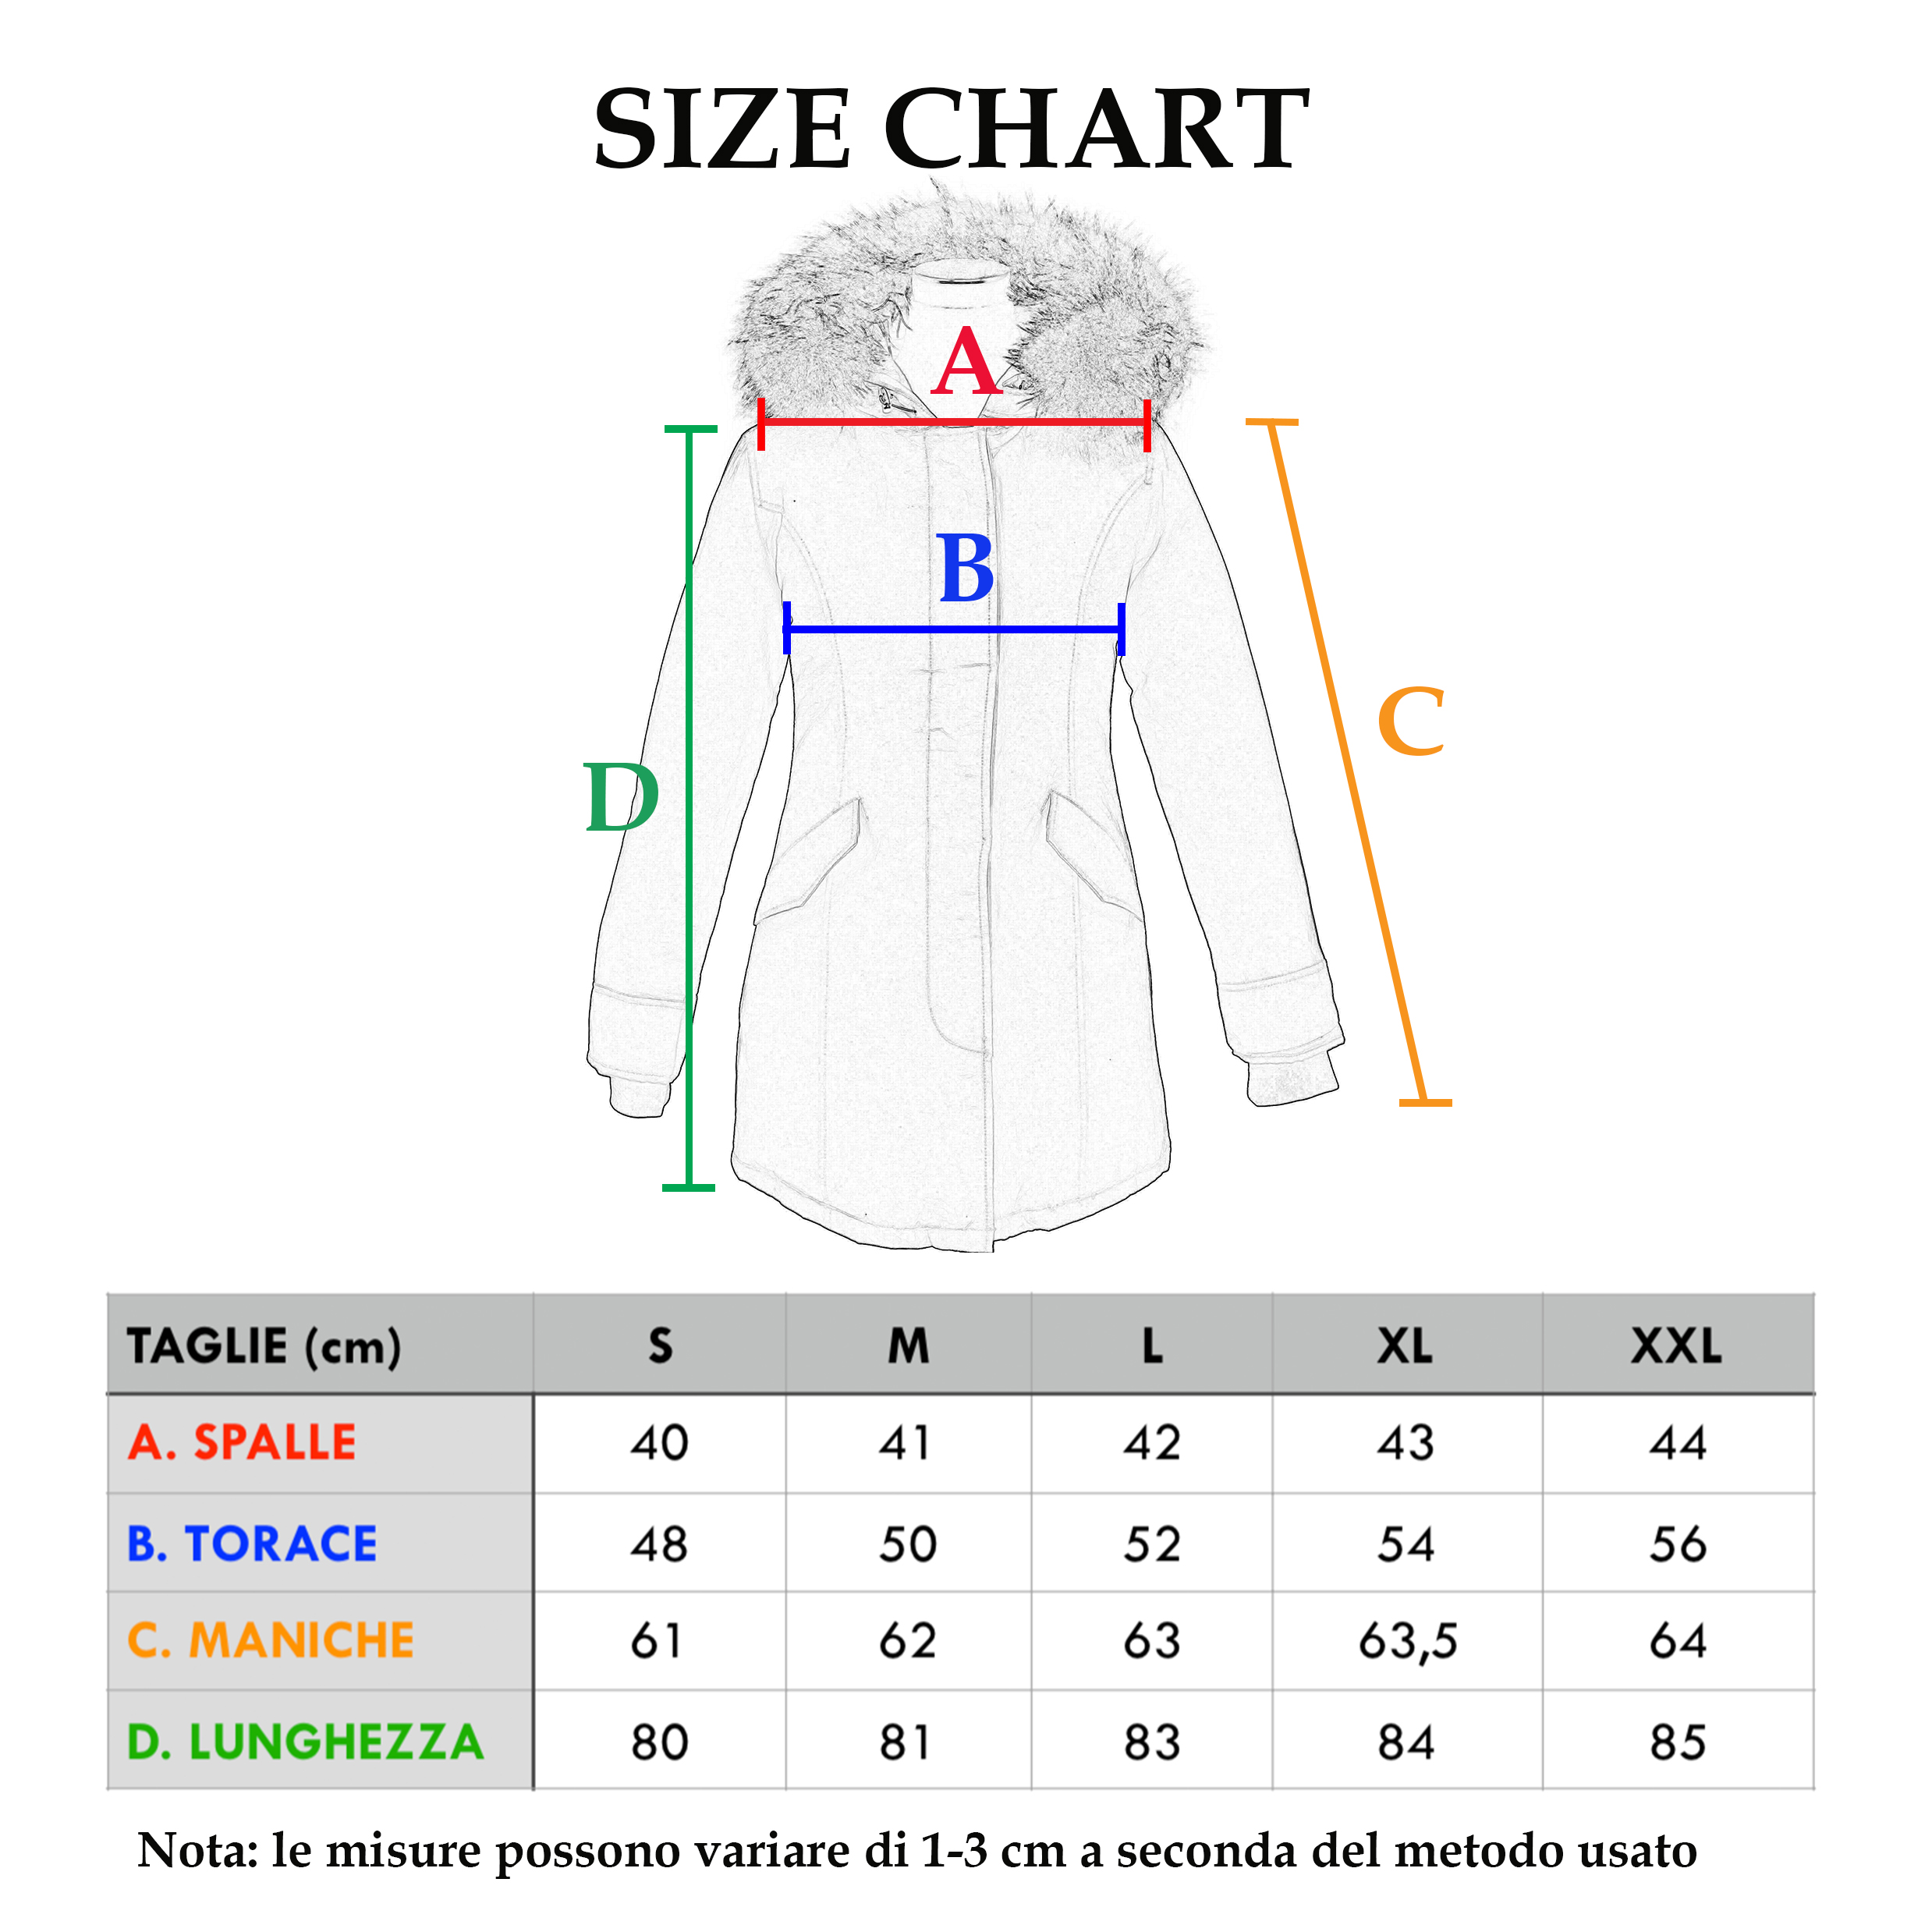 SIZE CHART
A
B
C
D
TAGLIE (cm) S M L XL XXL
A. SPALLE 40 41 42 43 44
B. TORACE 48 50 52 54 56
C. MANICHE 61 62 63 63,5 64
D. LUNGHEZZA 80 81 83 84 85
Nota: le misure possono variare di 1-3 cm a seconda del metodo usato